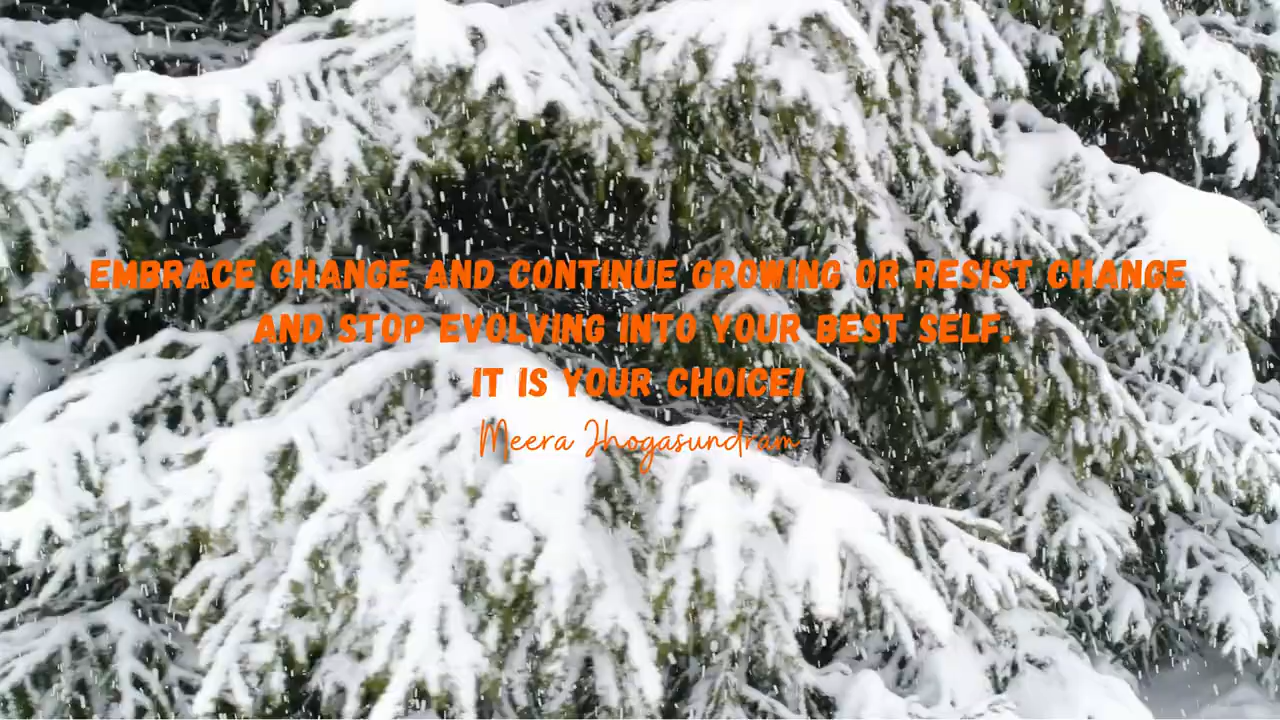 EMBRACE CHANGE AND CONTINUE GROWING OR RESIST CHANGE
AND STOP EVOLVING INTO YOUR BEST SELF.
IT IS YOUR CHOICE!
Meera Jhogasundram